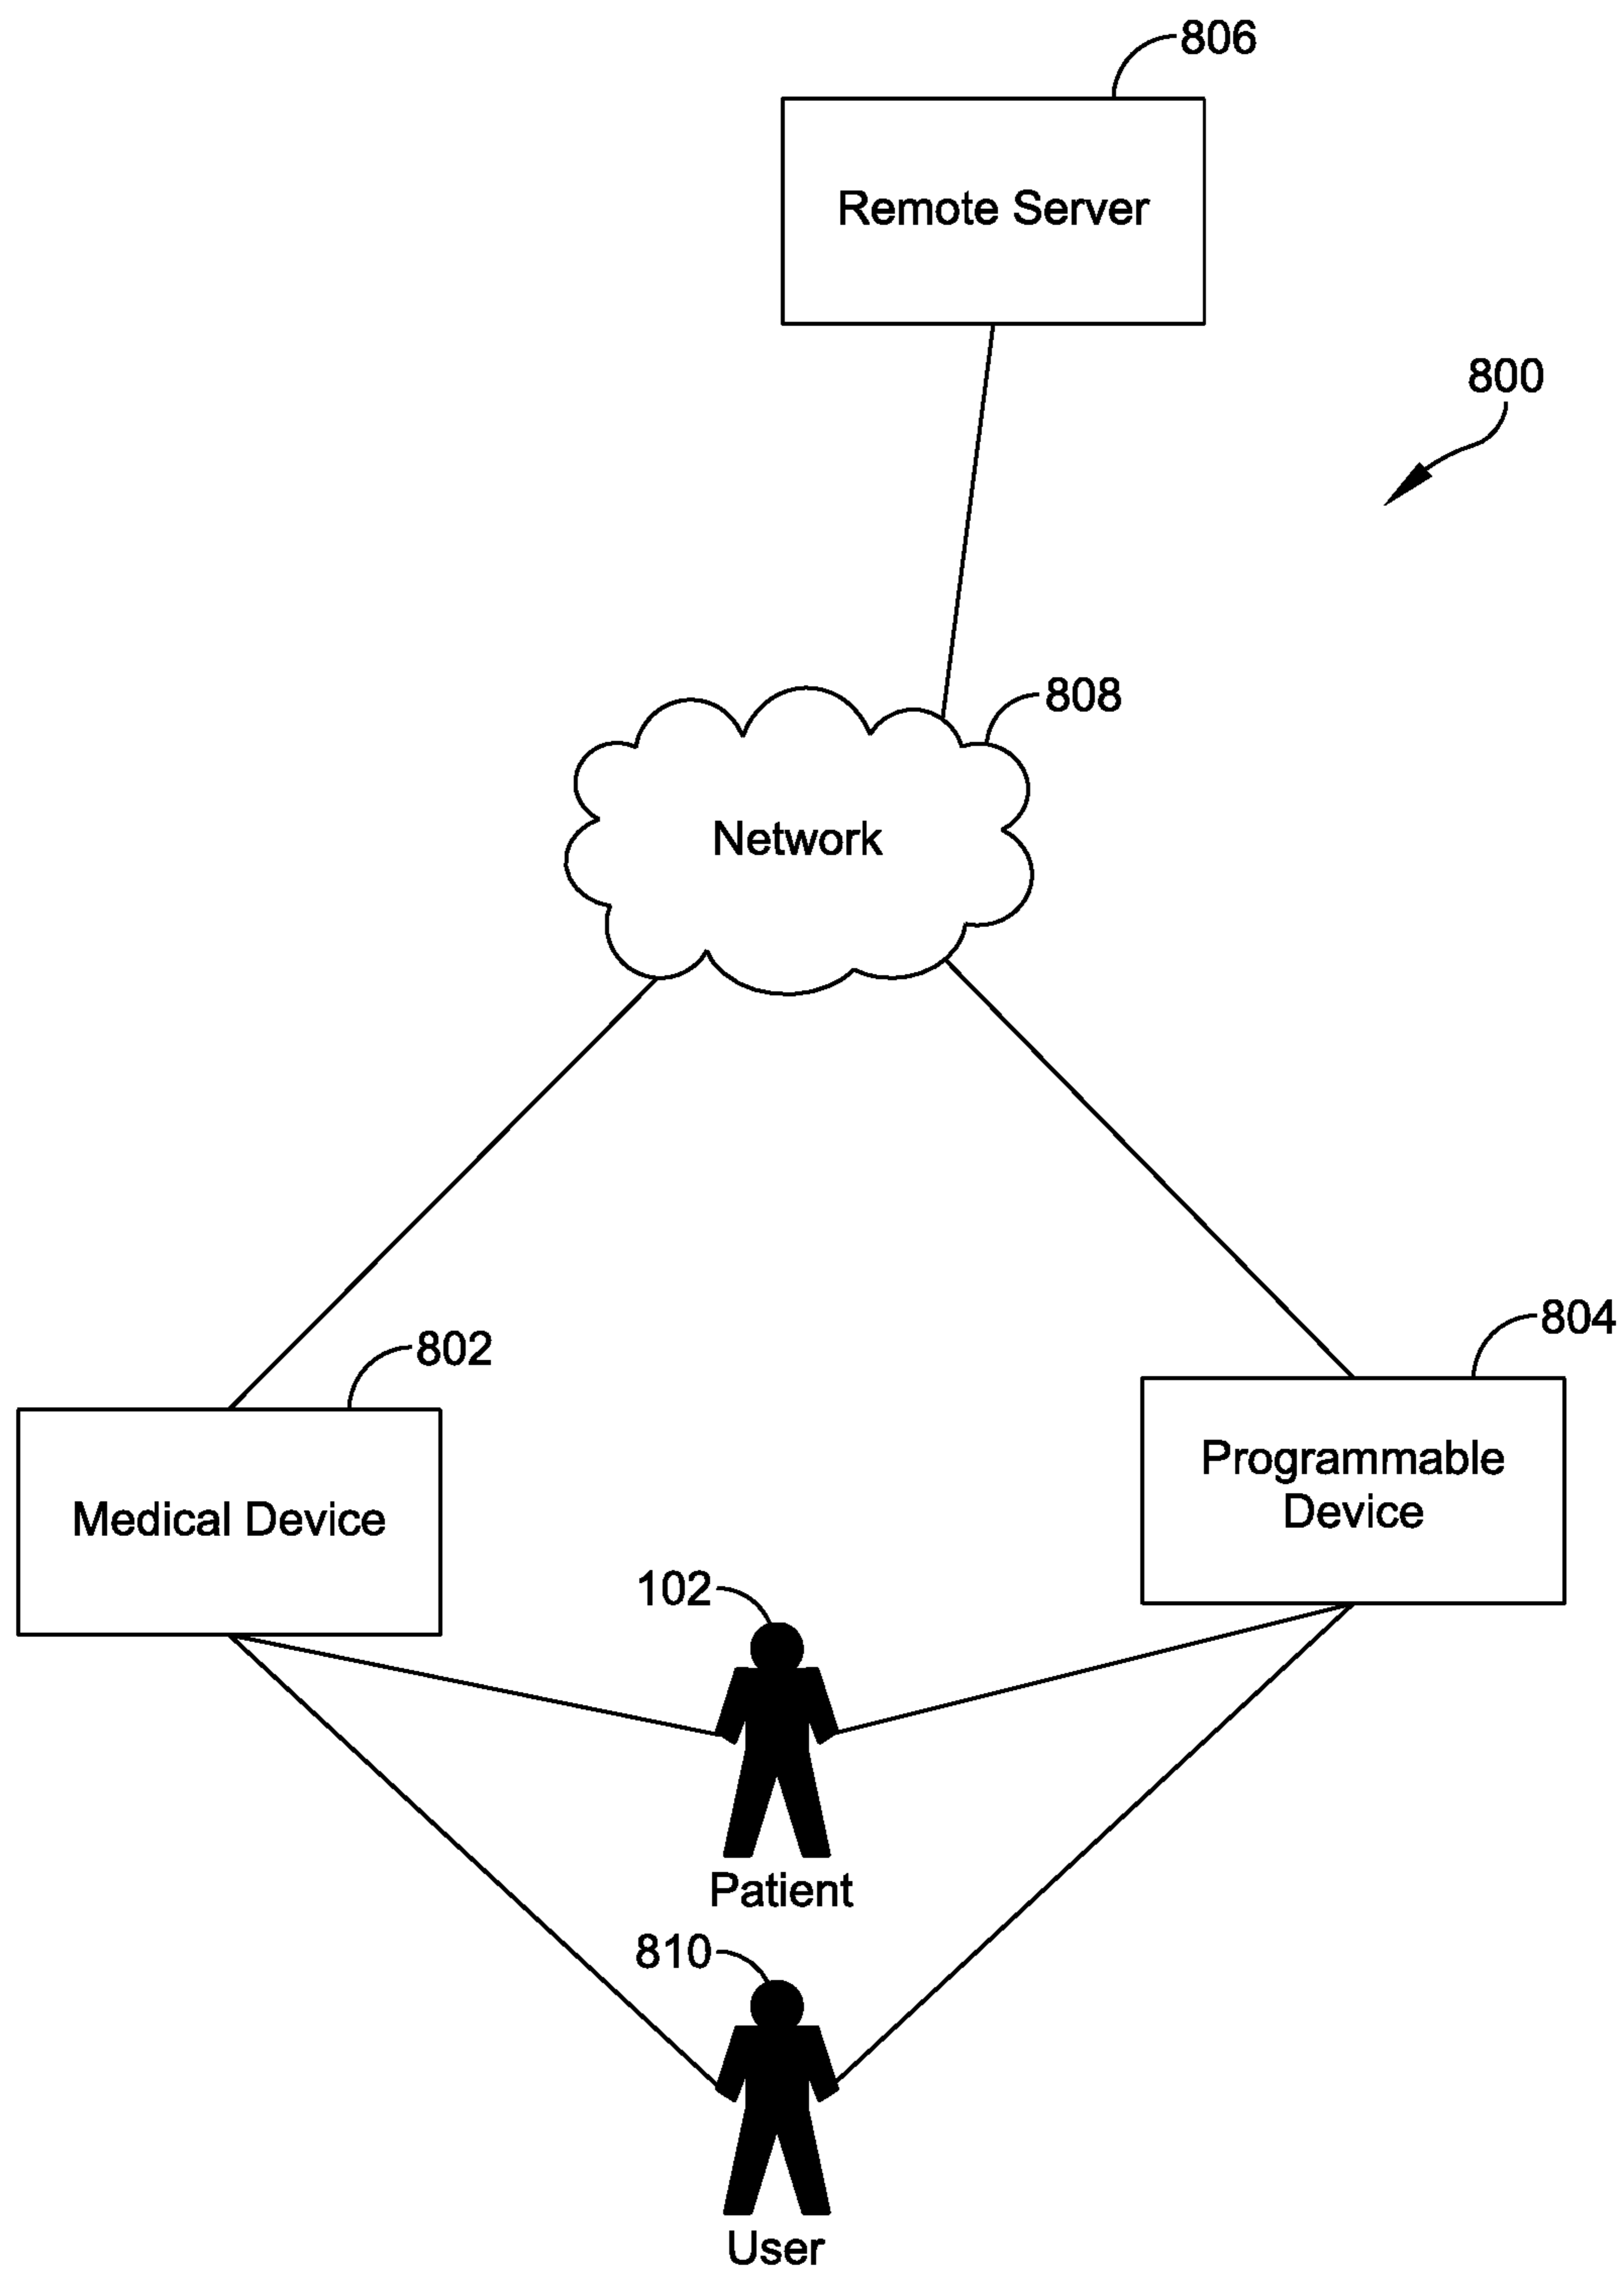 806
Remote Server
800
808
Network
804
802
Programmable
Device
Medical Device
102
Patient
810
User